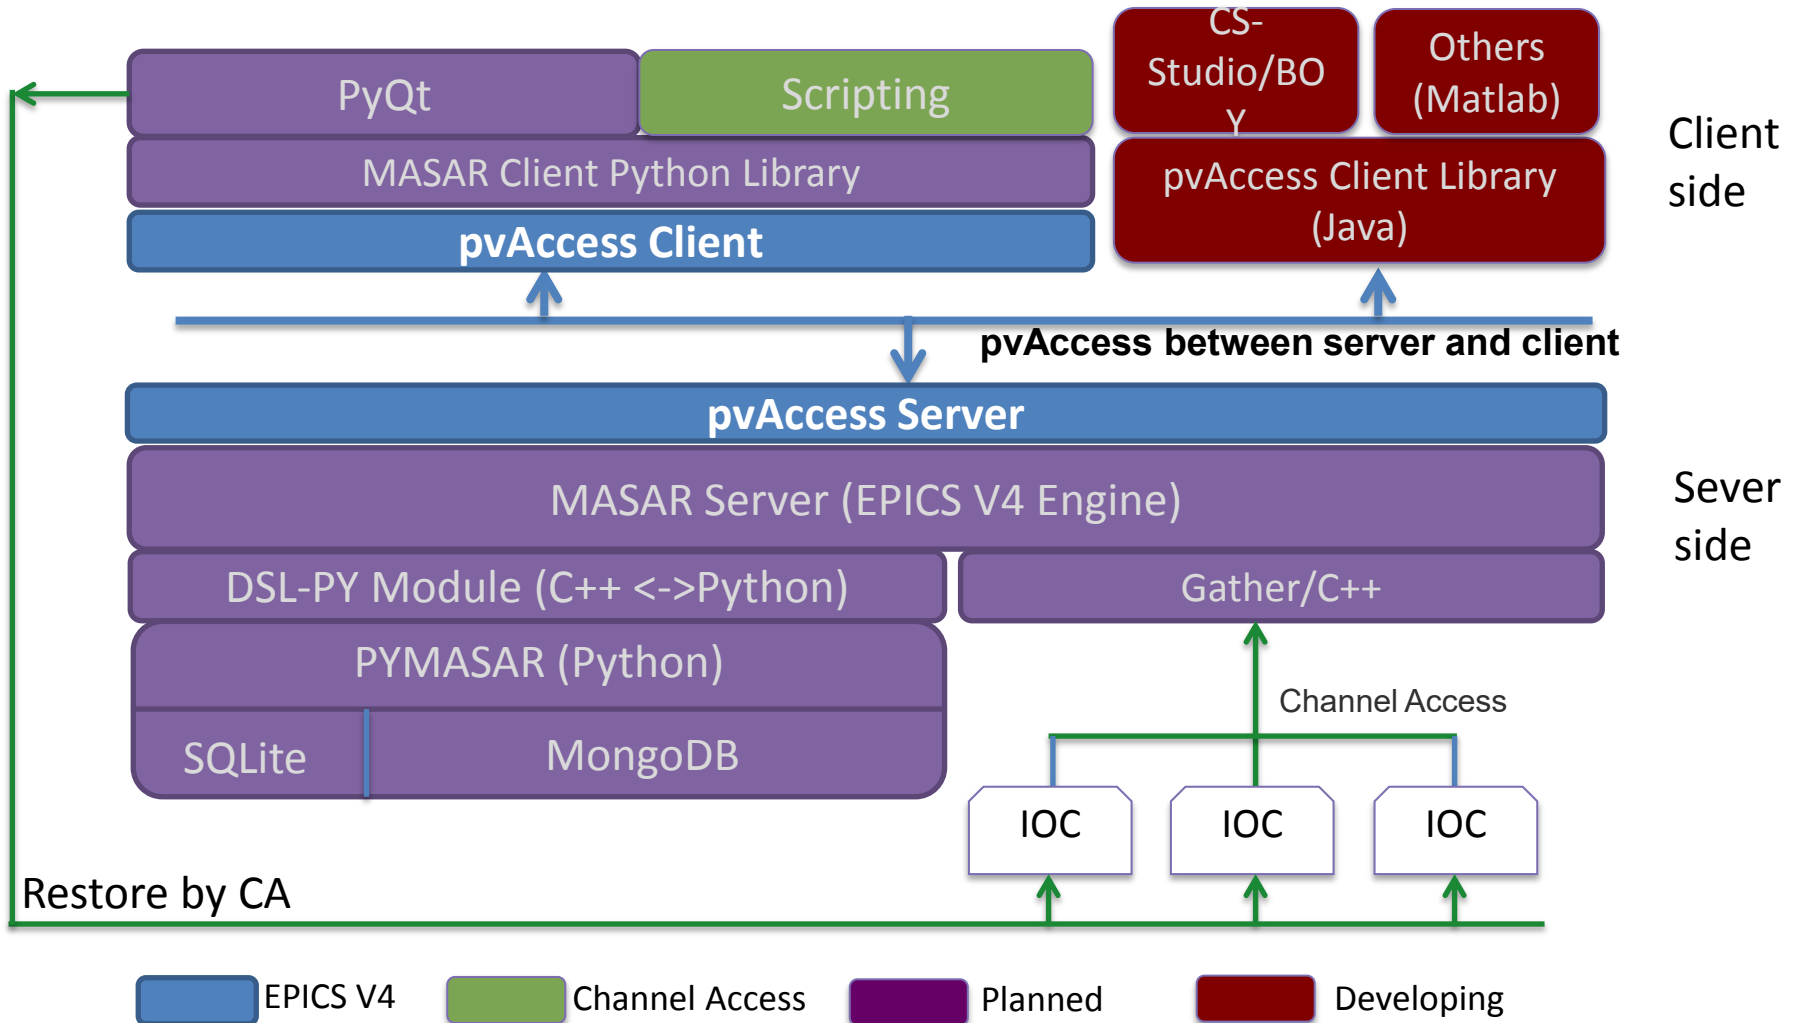 PyQt
Scripting
CS-
Studio/BO
Y
Others
(Matlab)
Client
side
MASAR Client Python Library
pvAccess Client Library
(Java)
pvAccess Client
pvAccess between server and client
pvAccess Server
MASAR Server (EPICS V4 Engine)
Sever
side
DSL-PY Module (C++ <->Python)
Gather/C++
PYMASAR (Python)
Channel Access
SQLite
MongoDB
IOC
IOC
IOC
Restore by CA
EPICS V4
Channel Access
Planned
Developing